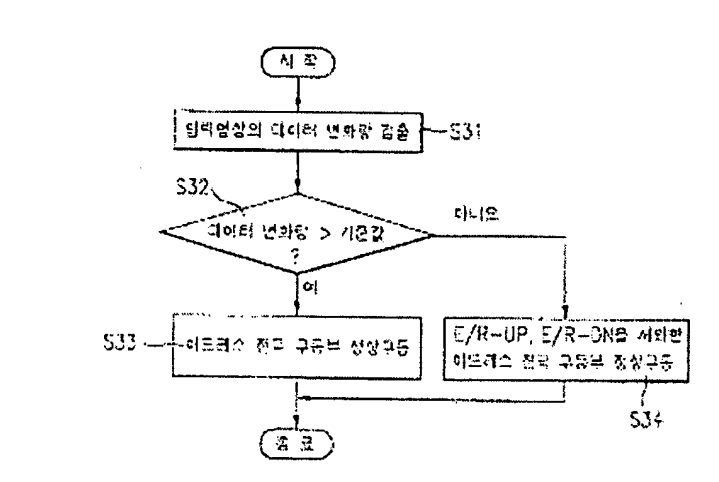 시 작
입력영상의 데이터 변화량 검출
S31
S32
데이터 변화량 > 기준값
?
아니요
예
S33
어드레스 전극 구동부 정상구동
E/R-UP, E/R-DN을 제외한
어드레스 전극 구동부 정상구동
S34
종 료